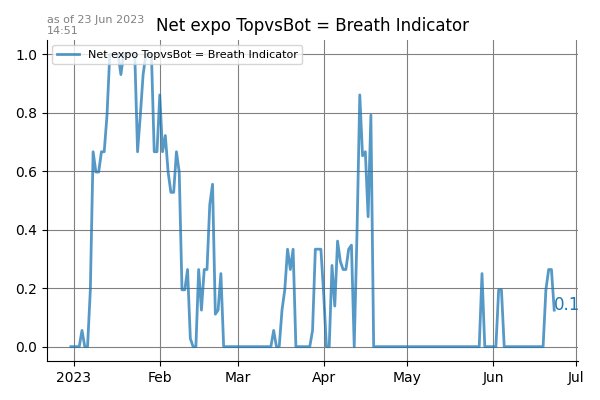 as of 23 Jun 2023
14:51
Net expo TopvsBot = Breath Indicator
Net expo TopvsBot = Breath Indicator
1.0
0.8
0.6
0.4
0.2
0.0
0.1
2023 Feb Mar Apr May Jun Jul